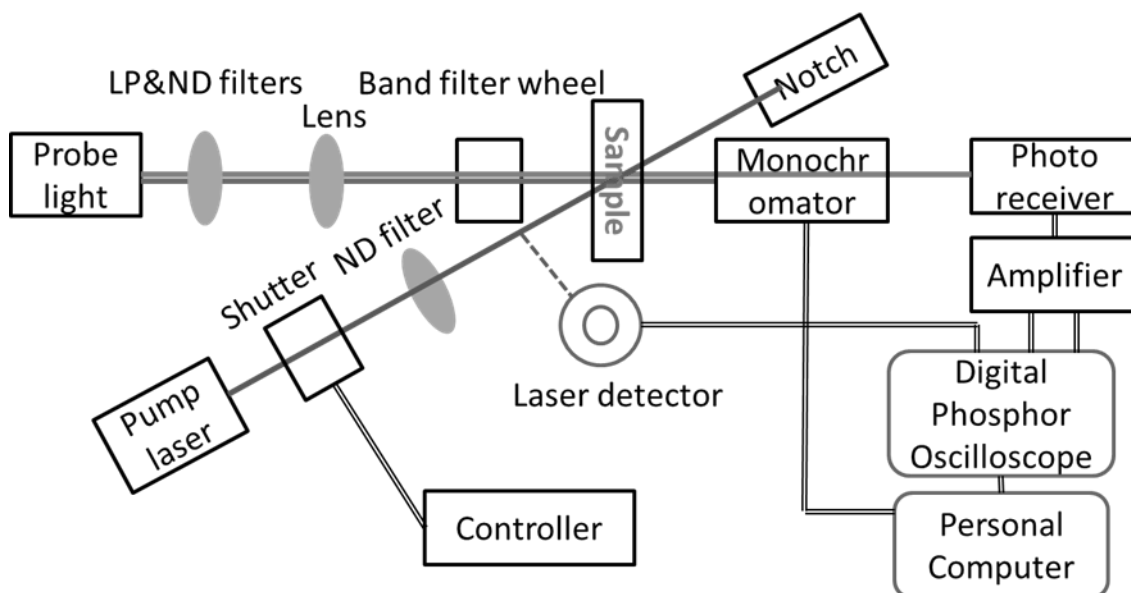 LP&ND filters
Band filter wheel
Notch
Lens
Probe
light
Sample
Monochr
omator
Photo
receiver
ND filter
Shutter
Amplifier
Pump
laser
Laser detector
Digital
Phosphor
Oscilloscope
Controller
Personal
Computer